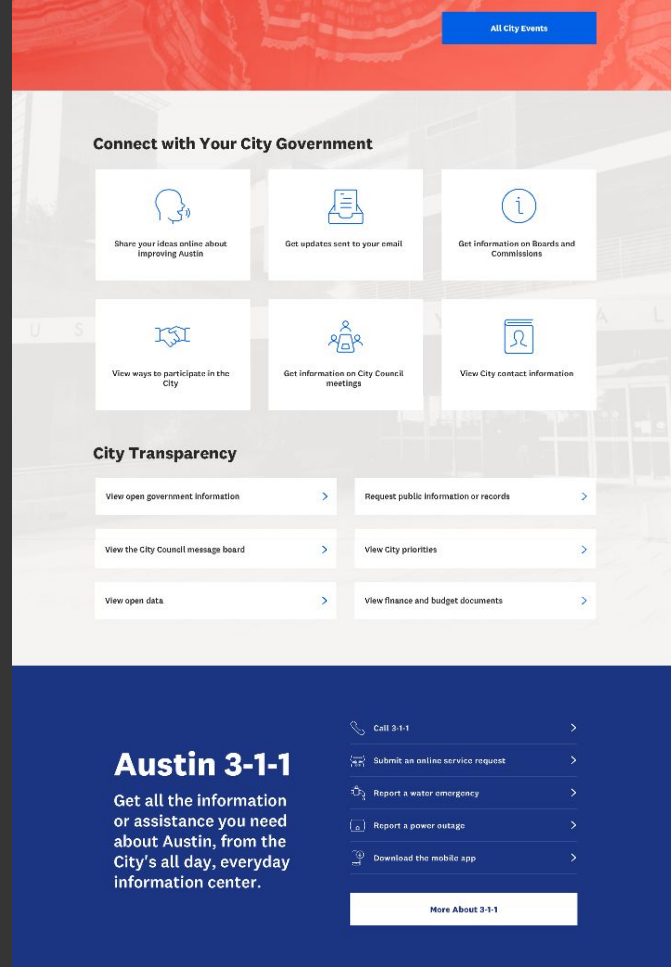 All City Events
Connect with Your City Government
Share your ideas online about
improving Austin
Get updates sent to your email
Get information on Boards and
Commissions
View ways to participate in the
City
Get information on City Council
meetings
View City contact information
City Transparency
View open government information
Request public information or records
View the City Council message board
View City priorities
View open data
View finance and budget documents
Austin 3-1-1
Get all the information
or assistance you need
about Austin, from the
City's all day, everyday
information center.
Call 3-1-1
Submit an online service request
Report a water emergency
Report a power outage
Download the mobile app
More About 3-1-1